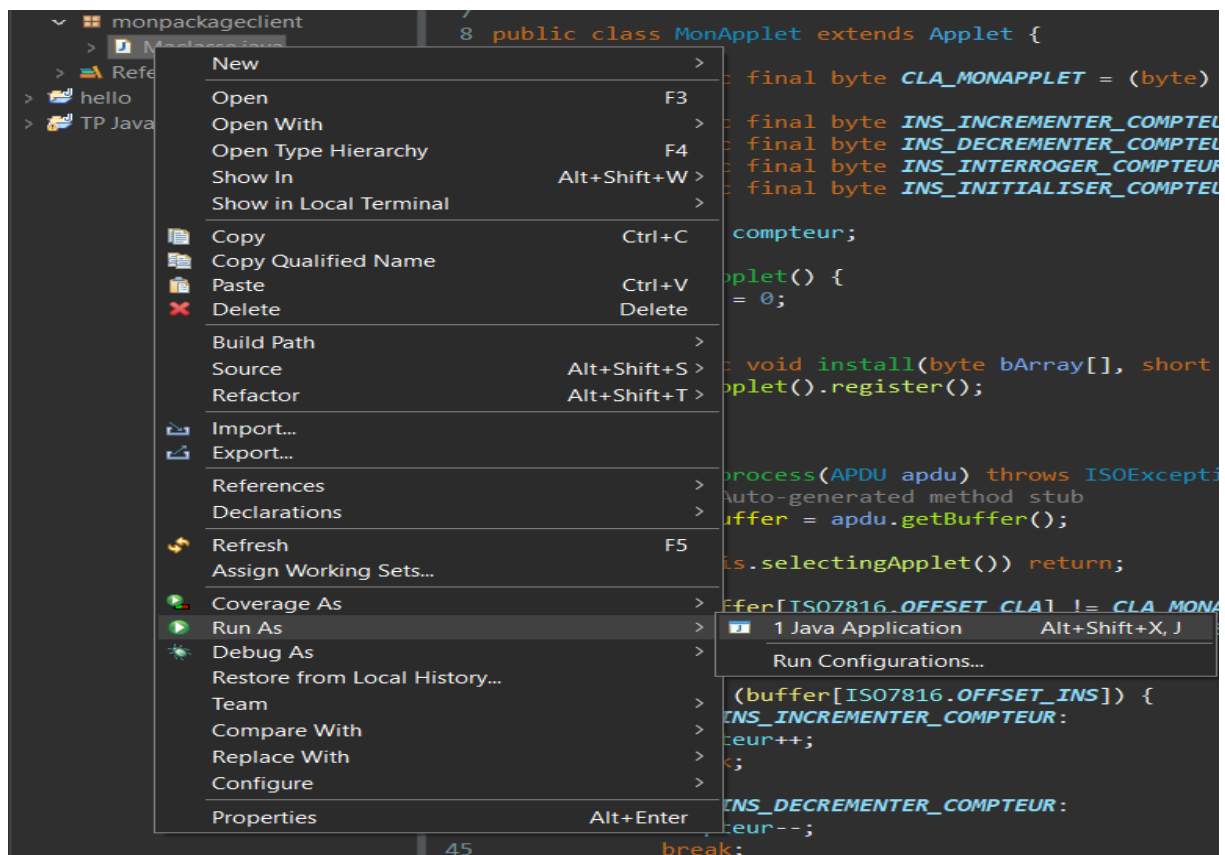 monpackageclient
8 public class MonApplet extends Applet {
Maclasse.java
New >
Refe
final byte CLA_MONAPPLET = (byte)
hello
Open F3
TP Java
Open With >
final byte INS_INCREMENTER_COMPTEU
Open Type Hierarchy F4
final byte INS_DECREMENTER_COMPTEU
final byte INS_INTERROGER_COMPTEUR
Show In Alt+Shift+W >
final byte INS_INITIALISER_COMPTEU
Show in Local Terminal >
Copy Ctrl+C
compteur;
Copy Qualified Name
Paste Ctrl+V
pplet() {
Delete Delete
= 0;
Build Path >
Source Alt+Shift+S >
void install(byte bArray[], short
Refactor Alt+Shift+T >
pplet().register();
Import...
Export...
References >
process(APDU apdu) throws ISOExcepti
Declarations >
Auto-generated method stub
uffer = apdu.getBuffer();
Refresh F5
Assign Working Sets...
is.selectingApplet()) return;
Coverage As >
ffer[ISO7816.OFFSET_CLA] != CLA_MONA
Run As >
1 Java Application Alt+Shift+X, J
Debug As >
Run Configurations...
Restore from Local History...
Team >
(buffer[ISO7816.OFFSET_INS]) {
INS_INCREMENTER_COMPTEUR:
Compare With >
teur++;
Replace With >
Configure >
Properties Alt+Enter
INS_DECREMENTER_COMPTEUR:
teur--;
45 break;